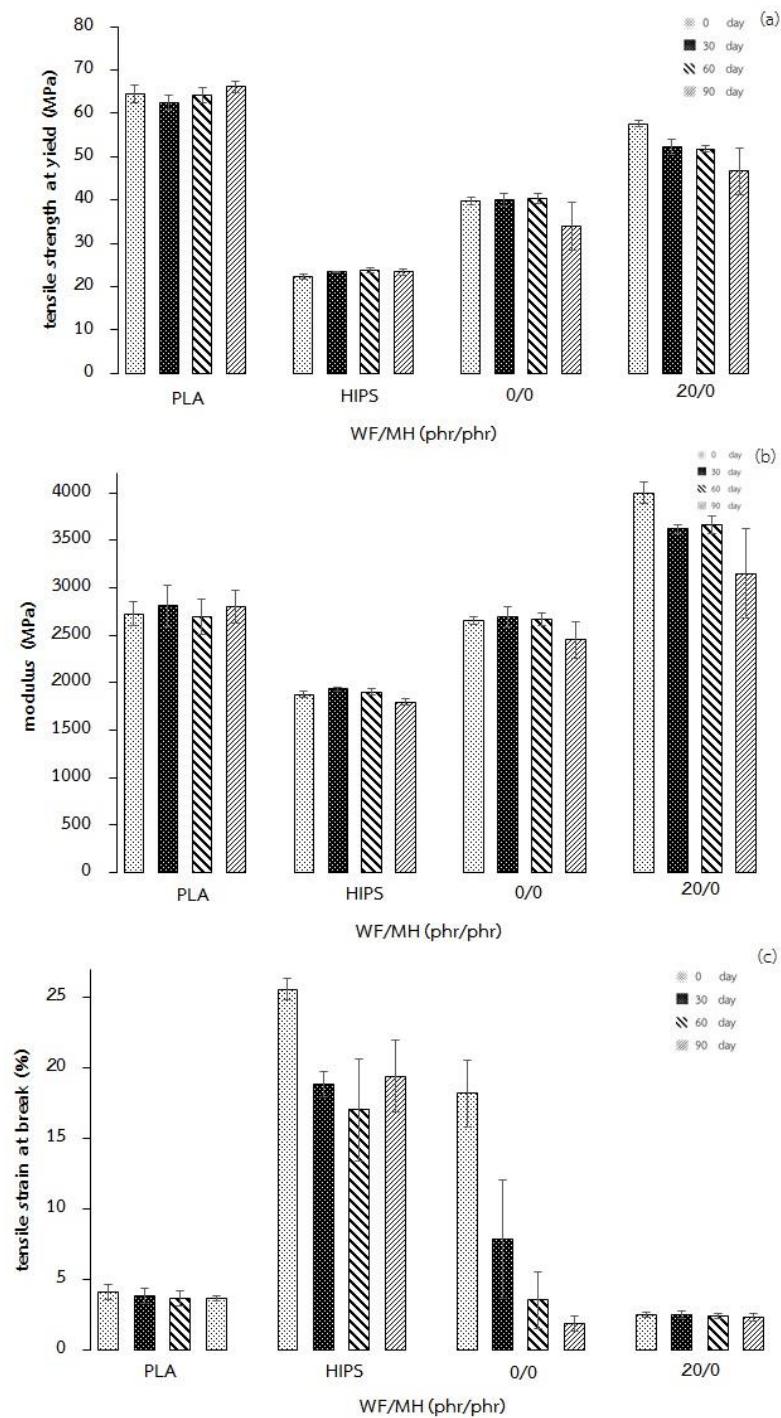 (a)
0 day
30 day
60 day
90 day
tensile strength at yield (MPa)
80
70
60
50
40
30
20
10
0
PLA HIPS 0/0 20/0
WF/MH (phr/phr)
(b)
0 day
30 day
60 day
90 day
modulus (MPa)
4000
3500
3000
2500
2000
1500
1000
500
0
PLA HIPS 0/0 20/0
WF/MH (phr/phr)
(c)
0 day
30 day
60 day
90 day
tensile strain at break (%)
25
20
15
10
5
0
PLA HIPS 0/0 20/0
WF/MH (phr/phr)